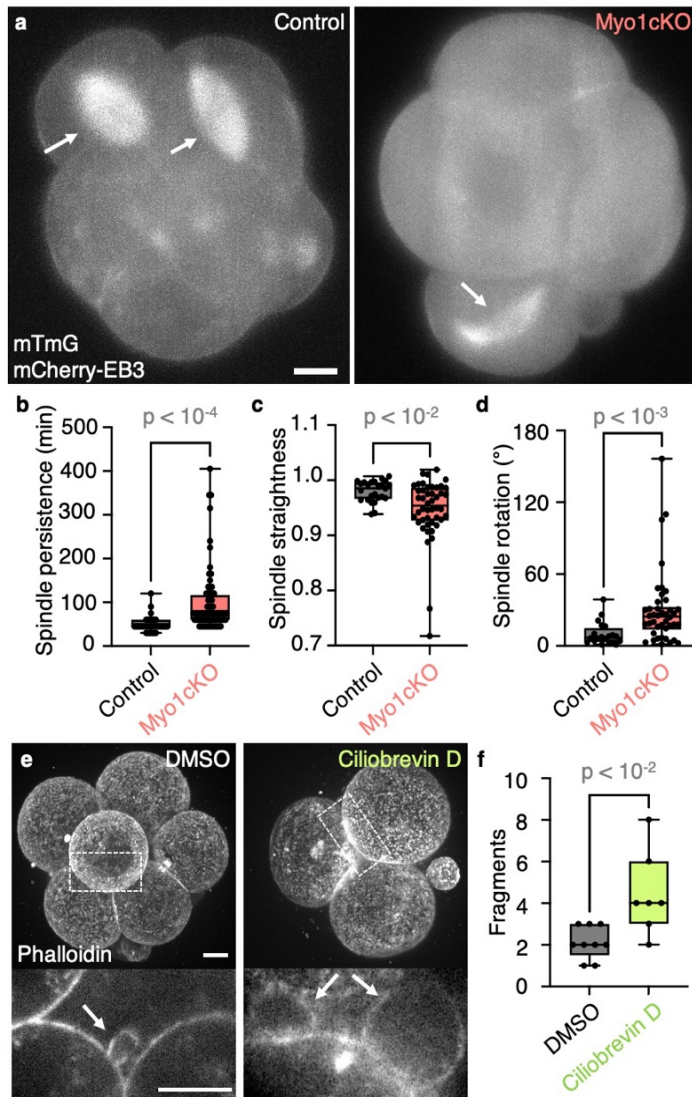 a Control Myo1cKO
mTmG
mCherry-EB3
b
p < 10-4
Spindle persistence (min)
500
400
300
200
100
0
Control
Myo1cKO
c
p < 10-2
Spindle straightness
1.1
1.0
0.9
0.8
0.7
Control
Myo1cKO
d
p < 10-3
Spindle rotation (°)
180
120
60
0
Control
Myo1cKO
e DMSO Ciliobrevin D
Phalloidin
f
p < 10-2
Fragments
10
8
6
4
2
0
DMSO
Ciliobrevin D